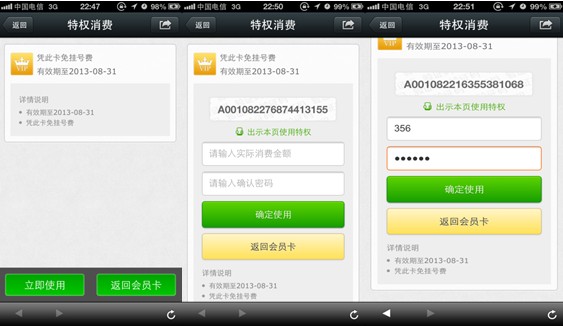 中国电信 3G 22:47 98%
返回 特权消费
VIP
凭此卡免挂号费
有效期至2013-08-31
详情说明
有效期至2013-08-31
凭此卡免挂号费
立即使用 返回会员卡
中国电信 3G 22:50 99%
返回 特权消费
VIP
凭此卡免挂号费
有效期至2013-08-31
A001082276874413155
出示本页使用特权
请输入实际消费金额
请输入确认密码
确定使用
返回会员卡
详情说明
有效期至2013-08-31
凭此卡免挂号费
中国电信 3G 22:51 99%
返回 特权消费
VIP
有效期至2013-08-31
A001082216355381068
出示本页使用特权
356
••••••
确定使用
返回会员卡
详情说明
有效期至2013-08-31
凭此卡免挂号费